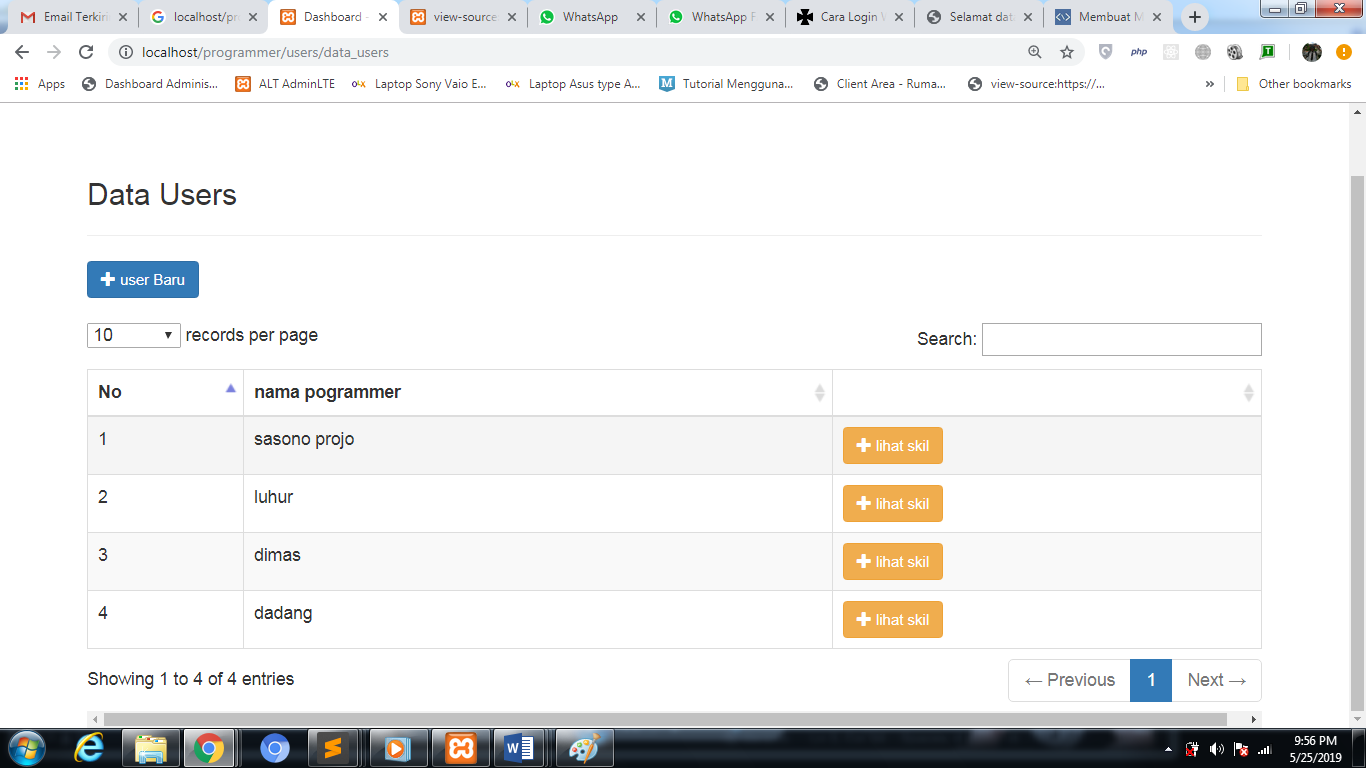 Email Terkiri localhost/pr Dashboard - view-source: WhatsApp WhatsApp F Cara Login W Selamat dat Membuat M
localhost/programmer/users/data_users php
Apps Dashboard Adminis... ALT AdminLTE Laptop Sony Vaio E... Laptop Asus type A... Tutorial Mengguna... Client Area - Ruma... view-source:https://... » Other bookmarks
Data Users
user Baru
10 records per page Search:
No nama pogrammer
1 sasono projo lihat skil
2 luhur lihat skil
3 dimas lihat skil
4 dadang lihat skil
Showing 1 to 4 of 4 entries ← Previous 1 Next →
9:56 PM
5/25/2019